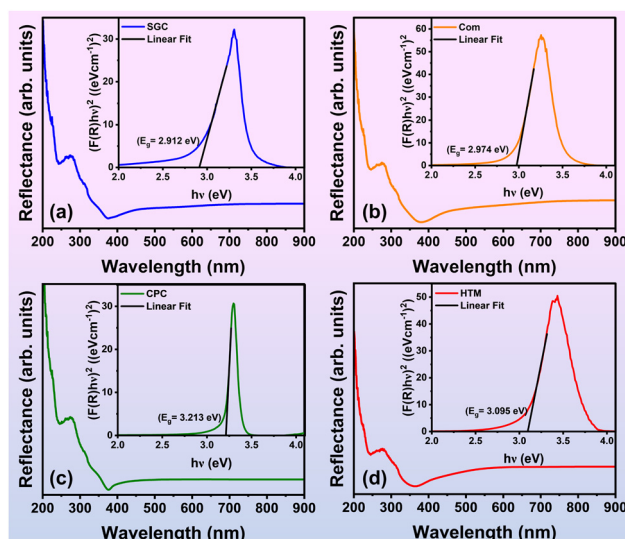 SGC
Linear Fit
(F(R)hν)² ((eVcm⁻¹)²)
30
20
10
0
(Eg= 2.912 eV)
2.0 2.5 3.0 3.5 4.0
hν (eV)
Reflectance (arb. units)
(a)
200 300 400 500 600 700 800 900
Wavelength (nm)
Com
Linear Fit
(F(R)hν)² ((eVcm⁻¹)²)
60
50
40
30
20
10
0
(Eg= 2.974 eV)
2.0 2.5 3.0 3.5 4.0
hν (eV)
Reflectance (arb. units)
(b)
200 300 400 500 600 700 800 900
Wavelength (nm)
CPC
Linear Fit
(F(R)hν)² ((eVcm⁻¹)²)
30
20
10
0
(Eg= 3.213 eV)
2.0 2.5 3.0 3.5 4.0
hν (eV)
Reflectance (arb. units)
(c)
200 300 400 500 600 700 800 900
Wavelength (nm)
HTM
Linear Fit
(F(R)hν)² ((eVcm⁻¹)²)
50
40
30
20
10
0
(Eg= 3.095 eV)
2.0 2.5 3.0 3.5 4.0
hν (eV)
Reflectance (arb. units)
(d)
200 300 400 500 600 700 800 900
Wavelength (nm)